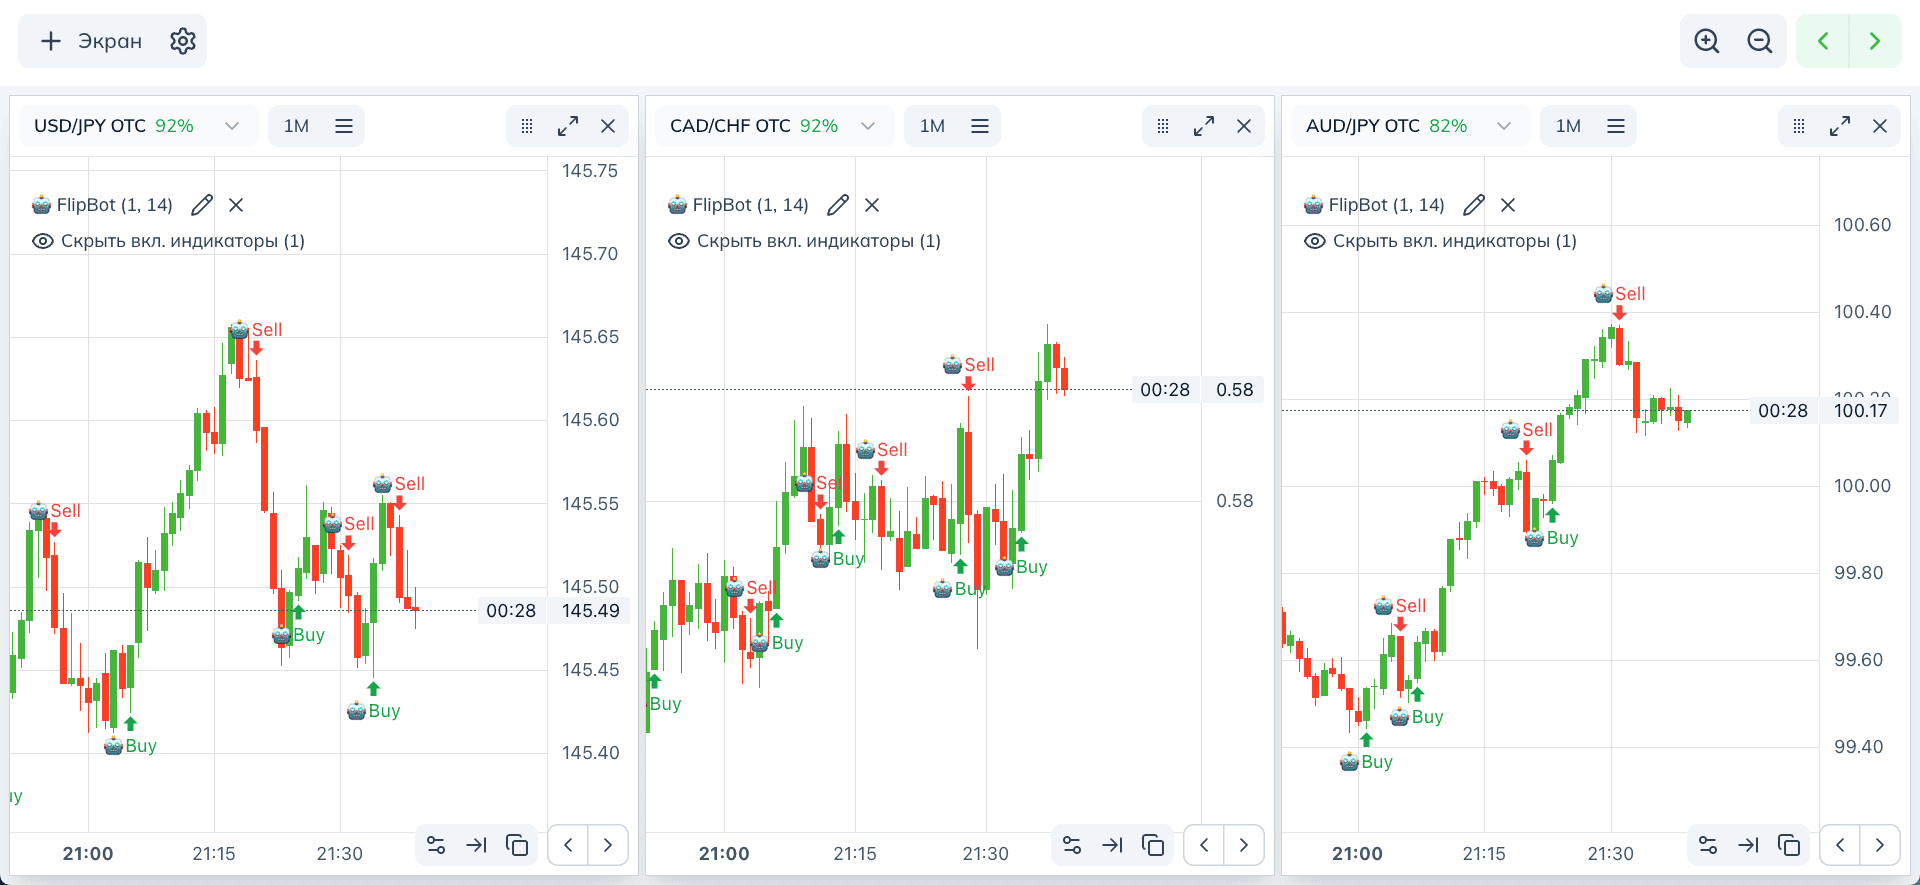 Экран
USD/JPY OTC 92%
1M
FlipBot (1, 14)
Скрыть вкл. индикаторы (1)
Sell
Sell
Sell
Sell
Buy
Buy
Buy
uy
145.75
145.70
145.65
145.60
145.55
145.50
00:28 145.49
145.45
145.40
21:00 21:15 21:30
CAD/CHF OTC 92%
1M
FlipBot (1, 14)
Скрыть вкл. индикаторы (1)
Sell
Sell
Sel
Sell
Buy
Buy
Buy
Buy
Buy
00:28 0.58
0.58
21:00 21:15 21:30
AUD/JPY OTC 82%
1M
FlipBot (1, 14)
Скрыть вкл. индикаторы (1)
Sell
Sell
Buy
Sell
Buy
Buy
100.60
100.40
100.20
00:28 100.17
100.00
99.80
99.60
99.40
21:00 21:15 21:30